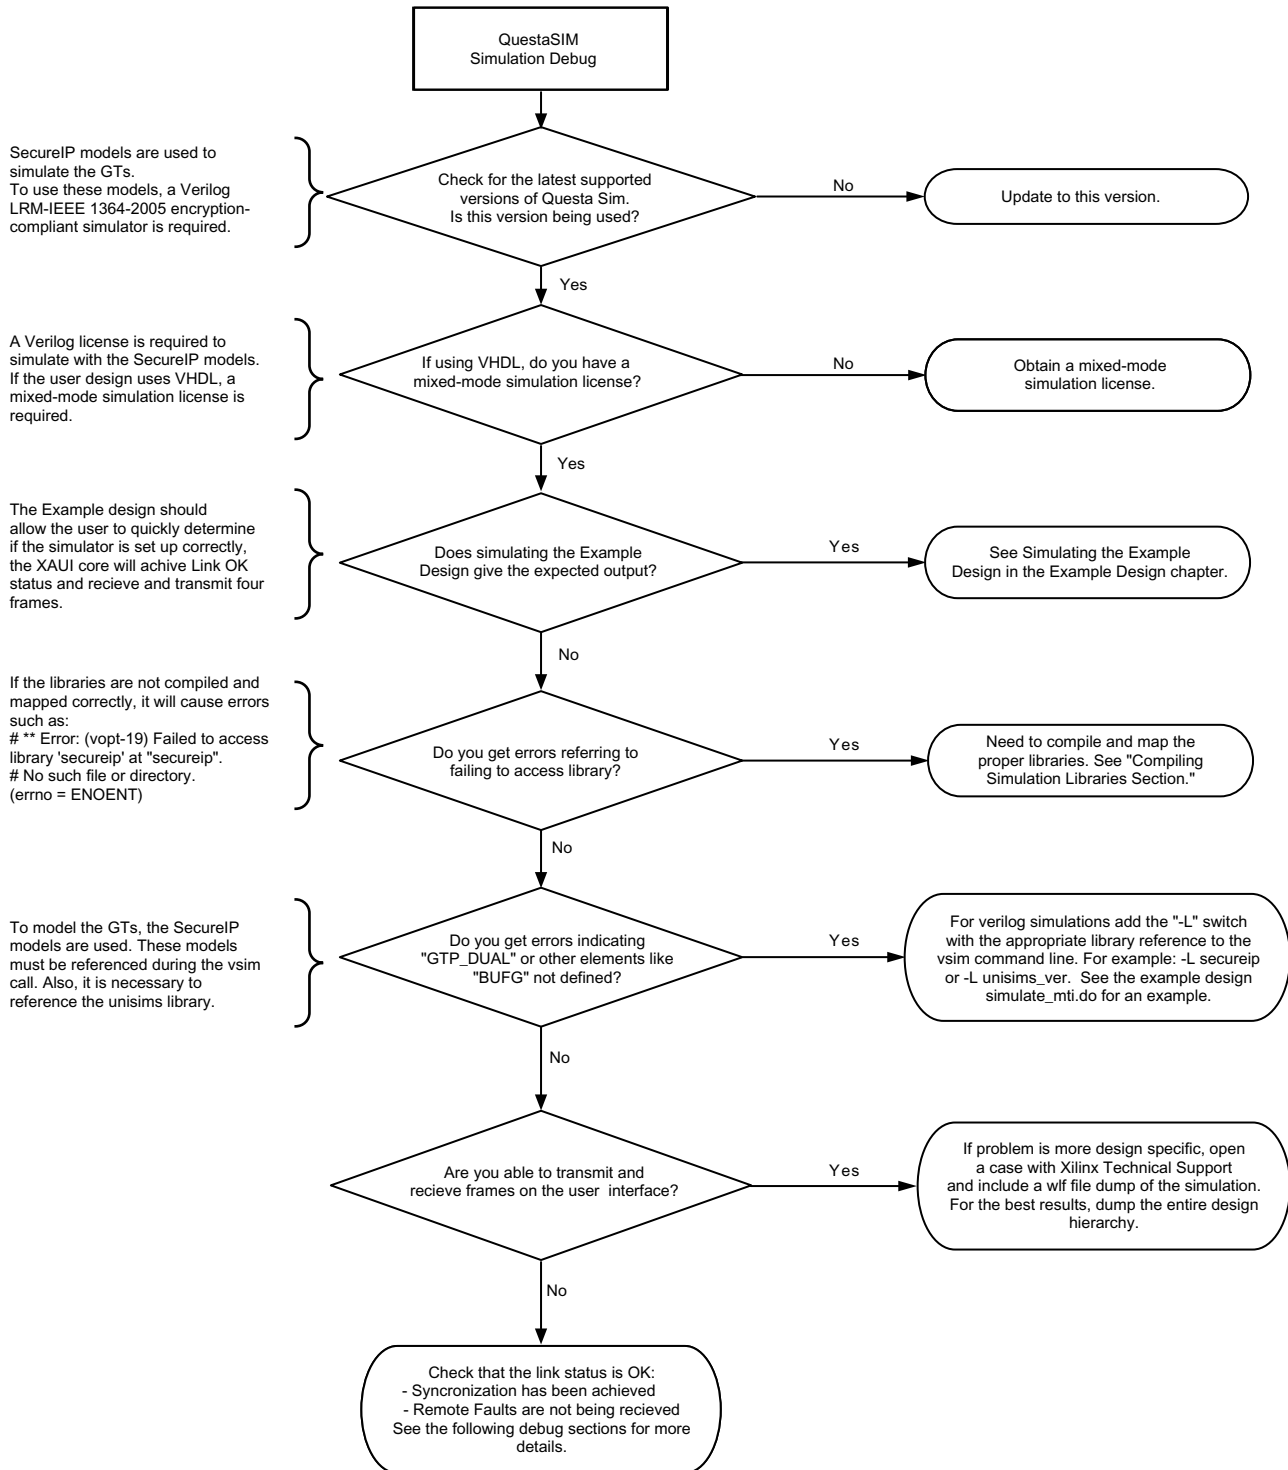 QuestaSIM
Simulation Debug
SecureIP models are used to
simulate the GTs.
To use these models, a Verilog
LRM-IEEE 1364-2005 encryption-
compliant simulator is required.
Check for the latest supported
versions of Questa Sim.
Is this version being used?
No
Update to this version.
Yes
A Verilog license is required to
simulate with the SecureIP models.
If the user design uses VHDL, a
mixed-mode simulation license is
required.
If using VHDL, do you have a
mixed-mode simulation license?
No
Obtain a mixed-mode
simulation license.
Yes
The Example design should
allow the user to quickly determine
if the simulator is set up correctly,
the XAUI core will achive Link OK
status and recieve and transmit four
frames.
Does simulating the Example
Design give the expected output?
Yes
See Simulating the Example
Design in the Example Design chapter.
No
If the libraries are not compiled and
mapped correctly, it will cause errors
such as:
# ** Error: (vopt-19) Failed to access
library 'secureip' at "secureip".
# No such file or directory.
(errno = ENOENT)
Do you get errors referring to
failing to access library?
Yes
Need to compile and map the
proper libraries. See "Compiling
Simulation Libraries Section."
No
To model the GTs, the SecureIP
models are used. These models
must be referenced during the vsim
call. Also, it is necessary to
reference the unisims library.
Do you get errors indicating
"GTP_DUAL" or other elements like
"BUFG" not defined?
Yes
For verilog simulations add the "-L" switch
with the appropriate library reference to the
vsim command line. For example: -L secureip
or -L unisims_ver. See the example design
simulate_mti.do for an example.
No
Are you able to transmit and
recieve frames on the user interface?
Yes
If problem is more design specific, open
a case with Xilinx Technical Support
and include a wlf file dump of the simulation.
For the best results, dump the entire design
hierarchy.
No
Check that the link status is OK:
- Syncronization has been achieved
- Remote Faults are not being recieved
See the following debug sections for more
details.